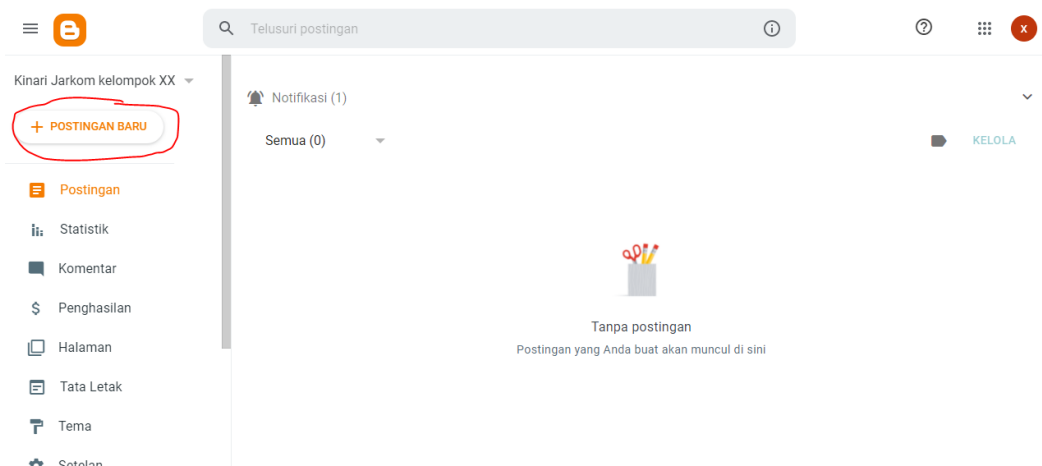 Telusuri postingan
X
Kinari Jarkom kelompok XX
+ POSTINGAN BARU
Notifikasi (1)
Semua (0)
KELOLA
Postingan
Statistik
Komentar
Penghasilan
Halaman
Tata Letak
Tema
Setelan
Tanpa postingan
Postingan yang Anda buat akan muncul di sini